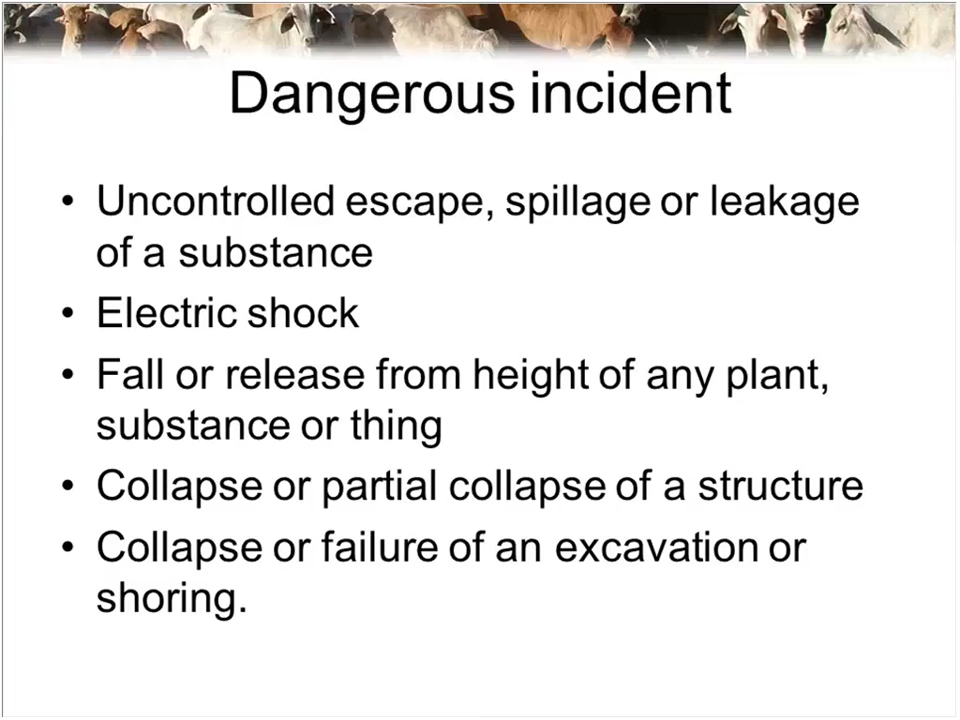 Dangerous incident
• Uncontrolled escape, spillage or leakage
of a substance
• Electric shock
• Fall or release from height of any plant,
substance or thing
• Collapse or partial collapse of a structure
• Collapse or failure of an excavation or
shoring.